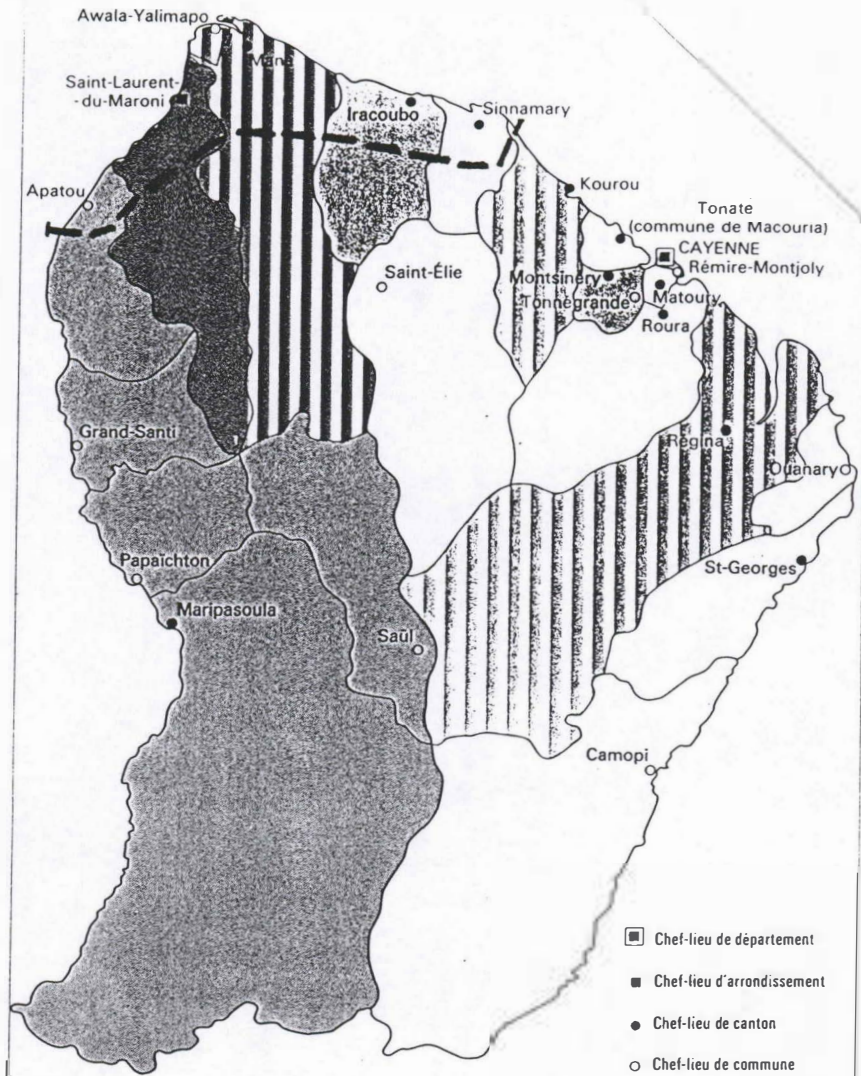 Awala-Yalimapo
Mana
Saint-Laurent-
-du-Maroni
Iracoubo
Sinnamary
Apatou
Kourou
Tonate
(commune de Macouria)
CAYENNE
Rémire-Montjoly
Saint-Élie
Montsinéry
Tonnégrande
Matoury
Roura
Grand-Santi
Régina
Ouanary
Papaïchton
St-Georges
Maripasoula
Saül
Camopi
Chef-lieu de département
Chef-lieu d'arrondissement
Chef-lieu de canton
Chef-lieu de commune